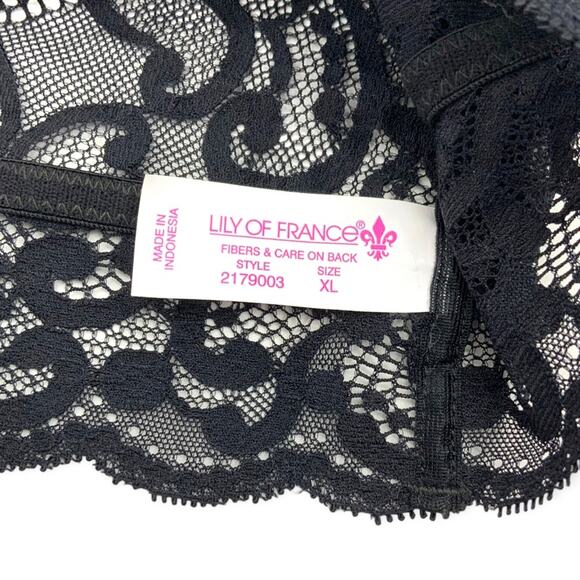 MADE IN
INDONESIA
LILY OF FRANCE®
FIBERS & CARE ON BACK
STYLE SIZE
2179003 XL